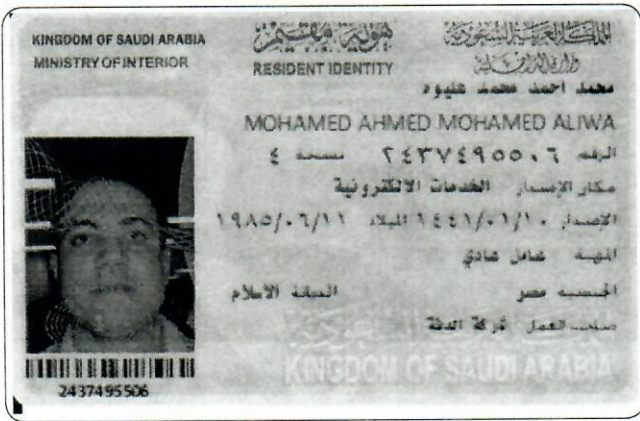 KINGDOM OF SAUDI ARABIA
MINISTRY OF INTERIOR
هوية مقيم
RESIDENT IDENTITY
المملكة العربية السعودية
وزارة الداخلية
محمد احمد محمد عليوه
MOHAMED AHMED MOHAMED ALIWA
الرقم ٢٤٣٧٤٩٥٥٠٦ نسخة ٤
مكان الإصدار الخدمات الالكترونية
الإصدار ١٤٤١/٠١/١٠ الميلاد ١٩٨٥/٠٦/١١
المهنة عامل عادي
الجنسية مصر الديانة الاسلام
صاحب العمل شركة الدقة
KINGDOM OF SAUDI ARABIA
2437495506